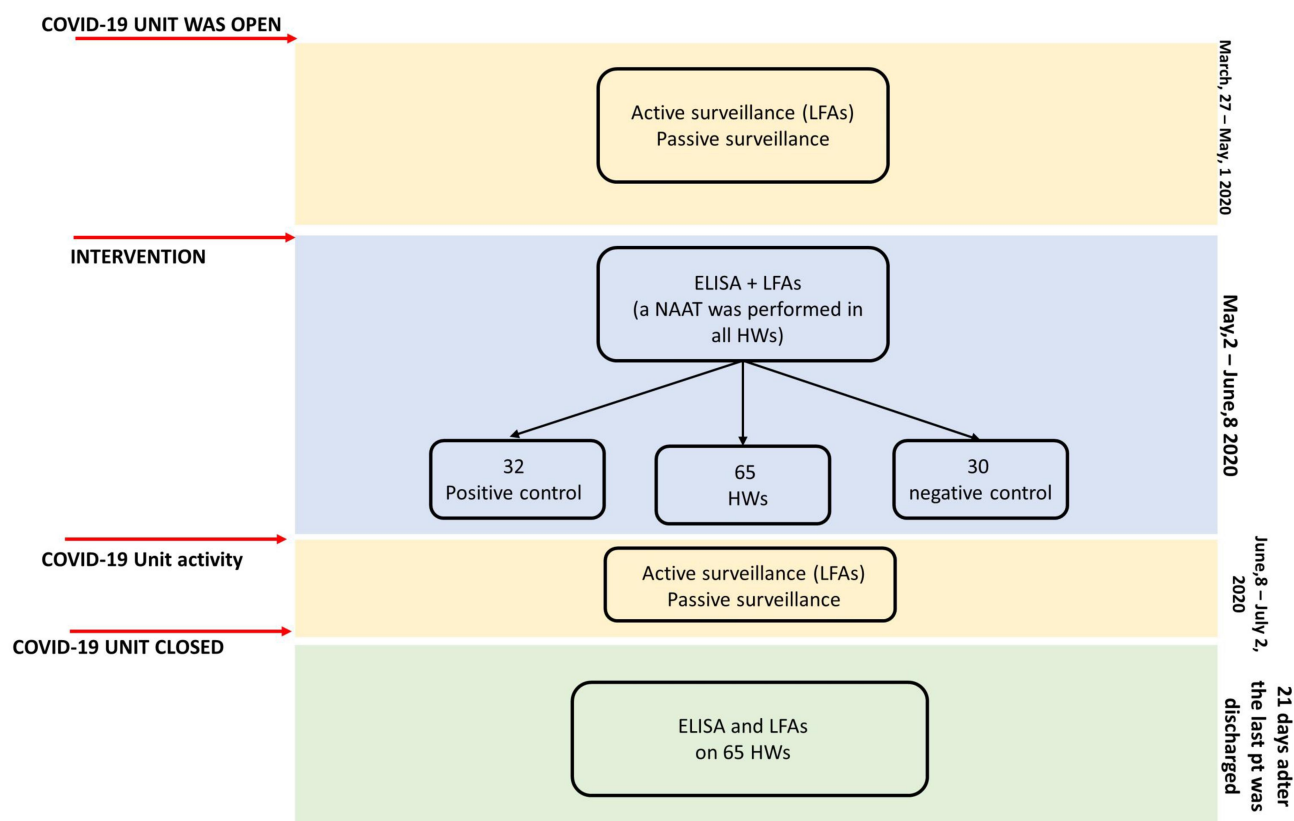 COVID-19 UNIT WAS OPEN
March, 27 – May, 1 2020
Active surveillance (LFAs)
Passive surveillance
INTERVENTION
May,2 – June,8 2020
ELISA + LFAs
(a NAAT was performed in
all HWs)
32
Positive control
65
HWs
30
negative control
COVID-19 Unit activity
June,8 – July 2,
2020
Active surveillance (LFAs)
Passive surveillance
COVID-19 UNIT CLOSED
21 days adter
the last pt was
discharged
ELISA and LFAs
on 65 HWs